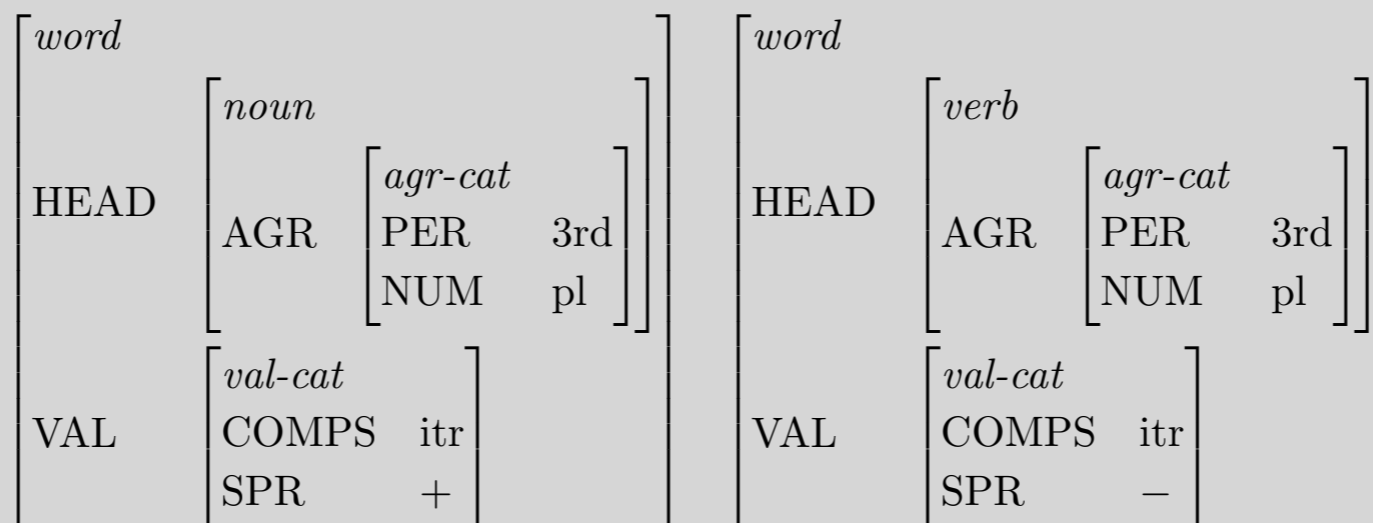 word word
noun verb
agr-cat agr-cat
HEAD HEAD
AGR PER 3rd AGR PER 3rd
NUM pl NUM pl
val-cat val-cat
VAL COMPS itr VAL COMPS itr
SPR + SPR −